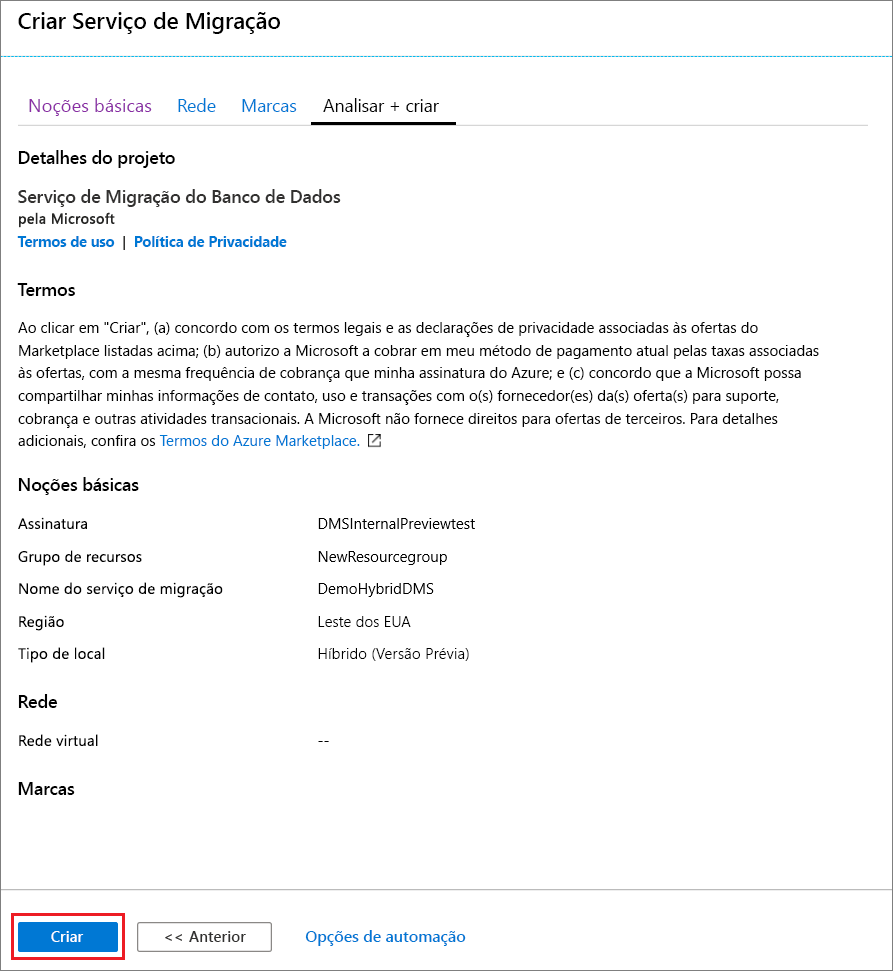 Criar Serviço de Migração
Noções básicas Rede Marcas Analisar + criar
Detalhes do projeto
Serviço de Migração do Banco de Dados
pela Microsoft
Termos de uso | Política de Privacidade
Termos
Ao clicar em "Criar", (a) concordo com os termos legais e as declarações de privacidade associadas às ofertas do
Marketplace listadas acima; (b) autorizo a Microsoft a cobrar em meu método de pagamento atual pelas taxas associadas
às ofertas, com a mesma frequência de cobrança que minha assinatura do Azure; e (c) concordo que a Microsoft possa
compartilhar minhas informações de contato, uso e transações com o(s) fornecedor(es) da(s) oferta(s) para suporte,
cobrança e outras atividades transacionais. A Microsoft não fornece direitos para ofertas de terceiros. Para detalhes
adicionais, confira os Termos do Azure Marketplace.
Noções básicas
Assinatura DMSInternalPreviewtest
Grupo de recursos NewResourcegroup
Nome do serviço de migração DemoHybridDMS
Região Leste dos EUA
Tipo de local Híbrido (Versão Prévia)
Rede
Rede virtual --
Marcas
Criar << Anterior Opções de automação